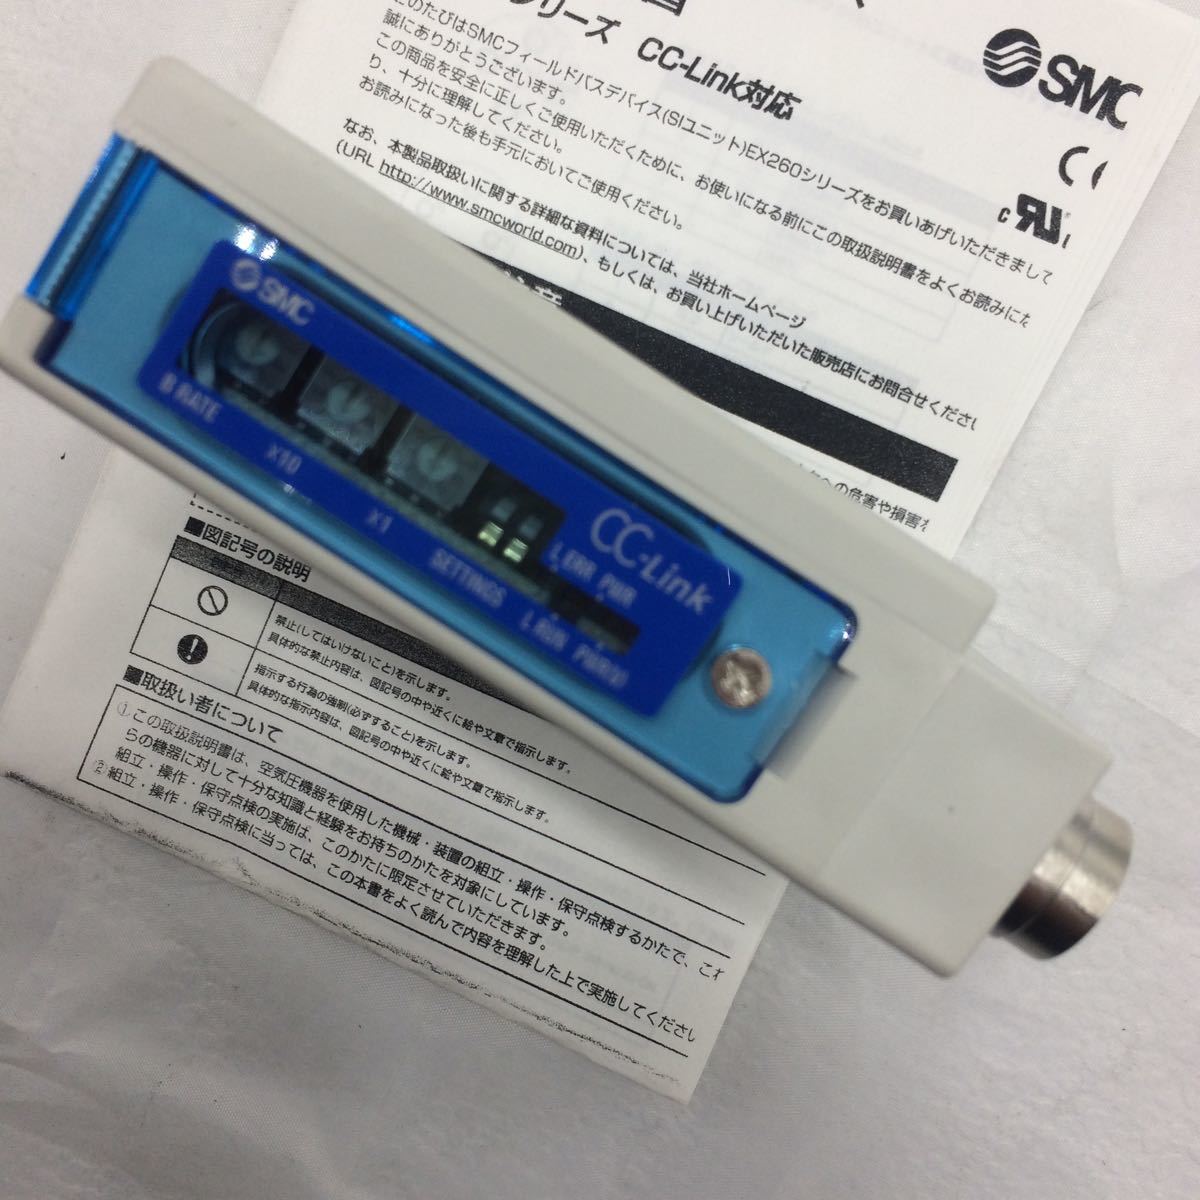 シリーズ CC-Link対応
SMC
このたびはSMCフィールドバスデバイス(SIユニット)EX260シリーズをお買いあげいただきまして
誠にありがとうございます。
この商品を安全に正しくご使用いただくために、お使いになる前にこの取扱説明書をよくお読みにな
り、十分に理解してください。
お読みになった後も手元においてご使用ください。
なお、本製品取扱いに関する詳細な資料については、当社ホームページ
(URL http://www.smcworld.com)、もしくは、お買い上げいただいた販売店にお問合せくださ
への危害や損害を
SMC
B RATE
X10
X1
SETTINGS
CC-Link
L ERR PWR
L RUN PWR(V)
■図記号の説明
禁止(してはいけないこと)を示します。
具体的な禁止内容は、図記号の中や近くに絵や文章で指示します。
指示する行為の強制(必ずすること)を示します。
具体的な指示内容は、図記号の中や近くに絵や文章で指示します。
■取扱い者について
①この取扱説明書は、空気圧機器を使用した機械・装置の組立・操作・保守点検するかたで、これ
らの機器に対して十分な知識と経験をお持ちのかたを対象にしています。
組立・操作・保守点検の実施は、このかたに限定させていただきます。
②組立・操作・保守点検に当っては、この本書をよく読んで内容を理解した上で実施してくださ